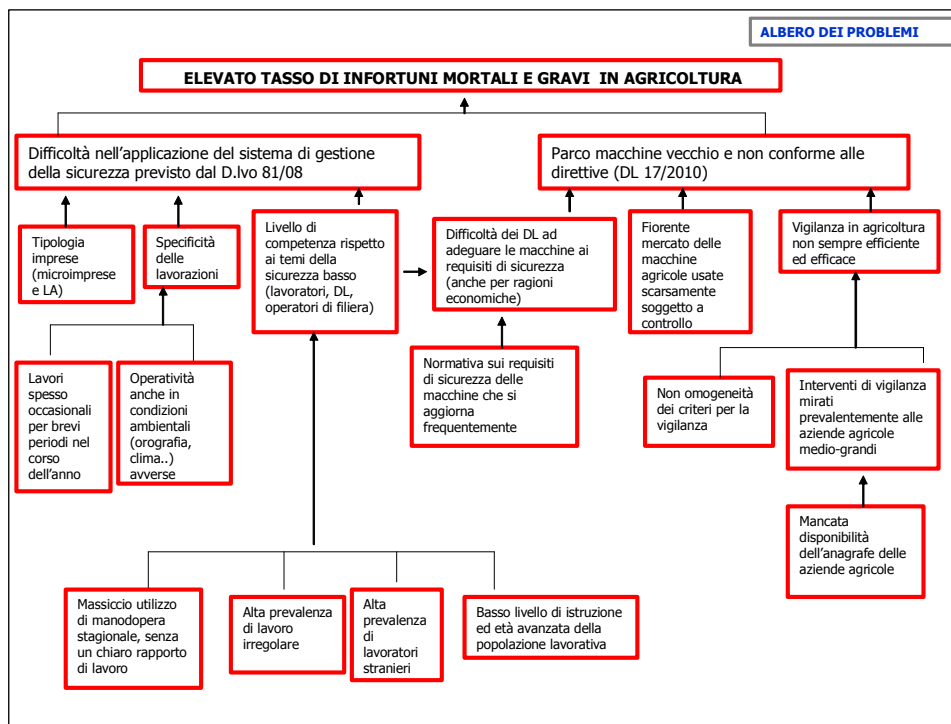 ALBERO DEI PROBLEMI
ELEVATO TASSO DI INFORTUNI MORTALI E GRAVI IN AGRICOLTURA
Difficoltà nell'applicazione del sistema di gestione
della sicurezza previsto dal D.lvo 81/08
Parco macchine vecchio e non conforme alle
direttive (DL 17/2010)
Tipologia
imprese
(microimprese
e LA)
Specificità
delle
lavorazioni
Livello di
competenza rispetto
ai temi della
sicurezza basso
(lavoratori, DL,
operatori di filiera)
Difficoltà dei DL ad
adeguare le macchine ai
requisiti di sicurezza
(anche per ragioni
economiche)
Fiorente
mercato delle
macchine
agricole usate
scarsamente
soggetto a
controllo
Vigilanza in agricoltura
non sempre efficiente
ed efficace
Lavori
spesso
occasionali
per brevi
periodi nel
corso
dell'anno
Operatività
anche in
condizioni
ambientali
(orografia,
clima..)
avverse
Normativa sui requisiti
di sicurezza delle
macchine che si
aggiorna
frequentemente
Non omogeneità
dei criteri per la
vigilanza
Interventi di vigilanza
mirati
prevalentemente alle
aziende agricole
medio-grandi
Mancata
disponibilità
dell'anagrafe delle
aziende agricole
Massiccio utilizzo
di manodopera
stagionale, senza
un chiaro rapporto
di lavoro
Alta prevalenza
di lavoro
irregolare
Alta
prevalenza
di
lavoratori
stranieri
Basso livello di istruzione
ed età avanzata della
popolazione lavorativa